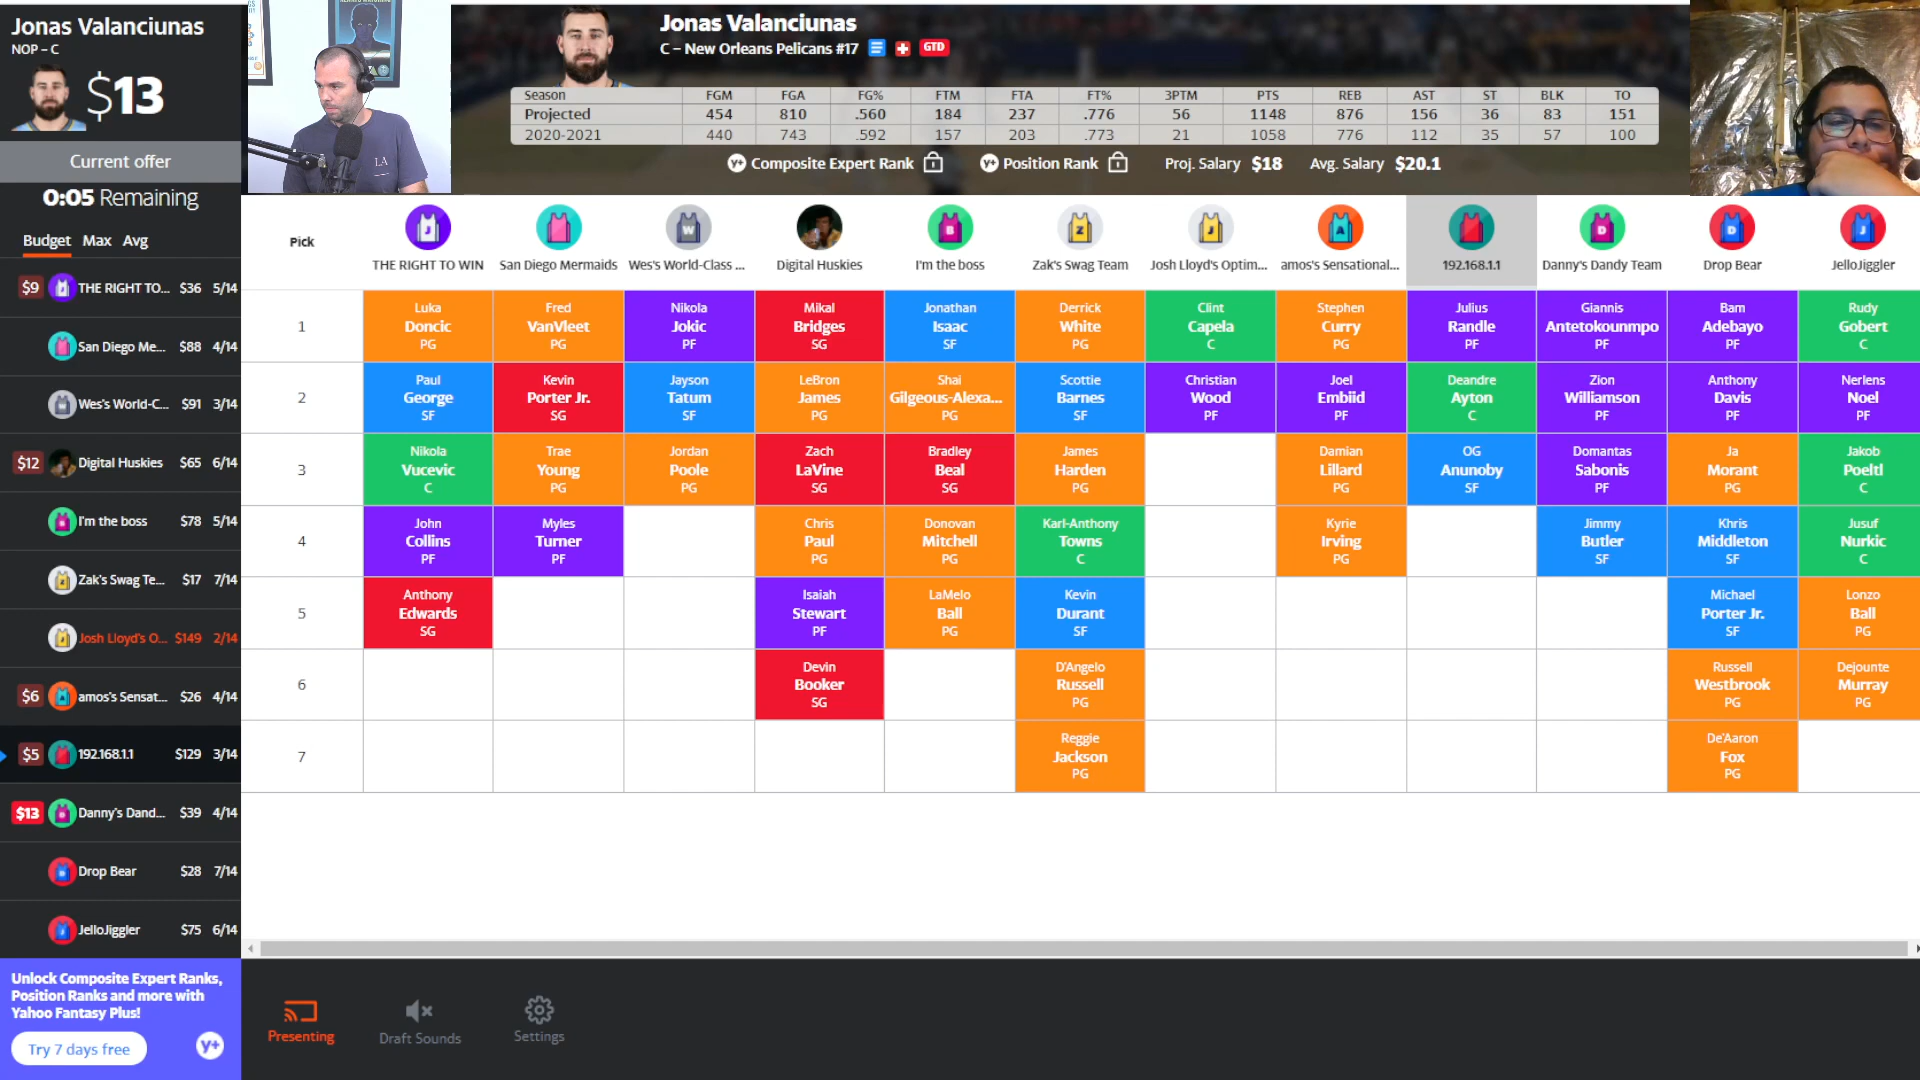 Jonas Valanciunas
NOP – C
$13
Current offer
0:05 Remaining
Budget Max Avg
$9 THE RIGHT TO... $36 5/14
San Diego Me... $88 4/14
Wes's World-C... $91 3/14
$12 Digital Huskies $65 6/14
I'm the boss $78 5/14
Zak's Swag Te... $17 7/14
Josh Lloyd's O... $149 2/14
$6 amos's Sensat... $26 4/14
$5 192.168.1.1 $129 3/14
$13 Danny's Dand... $39 4/14
Drop Bear $28 7/14
JelloJiggler $75 6/14
Unlock Composite Expert Ranks,
Position Ranks and more with
Yahoo Fantasy Plus!
Try 7 days free y+
LA
Jonas Valanciunas
C – New Orleans Pelicans #17 GTD
Season FGM FGA FG% FTM FTA FT% 3PTM PTS REB AST ST BLK TO
Projected 454 810 .560 184 237 .776 56 1148 876 156 36 83 151
2020-2021 440 743 .592 157 203 .773 21 1058 776 112 35 57 100
y+ Composite Expert Rank y+ Position Rank Proj. Salary $18 Avg. Salary $20.1
J W B Z J A D D J
Pick THE RIGHT TO WIN San Diego Mermaids Wes's World-Class ... Digital Huskies I'm the boss Zak's Swag Team Josh Lloyd's Optim... amos's Sensational... 192.168.1.1 Danny's Dandy Team Drop Bear JelloJiggler
Luka Fred Nikola Mikal Jonathan Derrick Clint Stephen Julius Giannis Bam Rudy
1 Doncic VanVleet Jokic Bridges Isaac White Capela Curry Randle Antetokounmpo Adebayo Gobert
PG PG PF SG SF PG C PG PF PF PF C
Paul Kevin Jayson LeBron Shai Scottie Christian Joel Deandre Zion Anthony Nerlens
2 George Porter Jr. Tatum James Gilgeous-Alexa... Barnes Wood Embiid Ayton Williamson Davis Noel
SF SG SF PG PG SF PF PF C PF PF PF
Nikola Trae Jordan Zach Bradley James Damian OG Domantas Ja Jakob
3 Vucevic Young Poole LaVine Beal Harden Lillard Anunoby Sabonis Morant Poeltl
C PG PG SG SG PG PG SF PF PG C
John Myles Chris Donovan Karl-Anthony Kyrie Jimmy Khris Jusuf
4 Collins Turner Paul Mitchell Towns Irving Butler Middleton Nurkic
PF PF PG PG C PG SF SF C
Anthony Isaiah LaMelo Kevin Michael Lonzo
5 Edwards Stewart Ball Durant Porter Jr. Ball
SG PF PG SF SF PG
Devin D'Angelo Russell Dejounte
6 Booker Russell Westbrook Murray
SG PG PG PG
Reggie De'Aaron
7 Jackson Fox
PG PG
Presenting Draft Sounds Settings